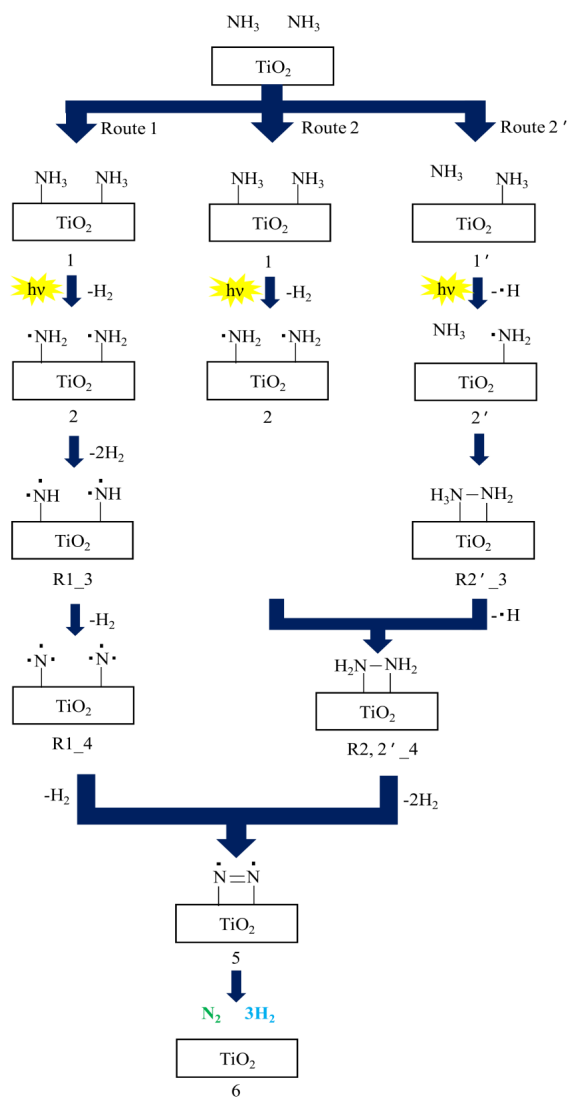 NH3 NH3
TiO2
Route 1 Route 2 Route 2 ′
NH3 NH3 NH3 NH3 NH3 NH3
TiO2 TiO2 TiO2
1 1 1 ′
hν -H2 hν -H2 hν -·H
·NH2 ·NH2 ·NH2 ·NH2 NH3 ·NH2
TiO2 TiO2 TiO2
2 2 2 ′
-2H2
·NH ·NH H3N–NH2
TiO2 TiO2
R1_3 R2 ′ _3
-H2 -·H
·N· ·N· H2N–NH2
TiO2 TiO2
R1_4 R2, 2 ′ _4
-H2 -2H2
N=N
TiO2
5
N2 3H2
TiO2
6